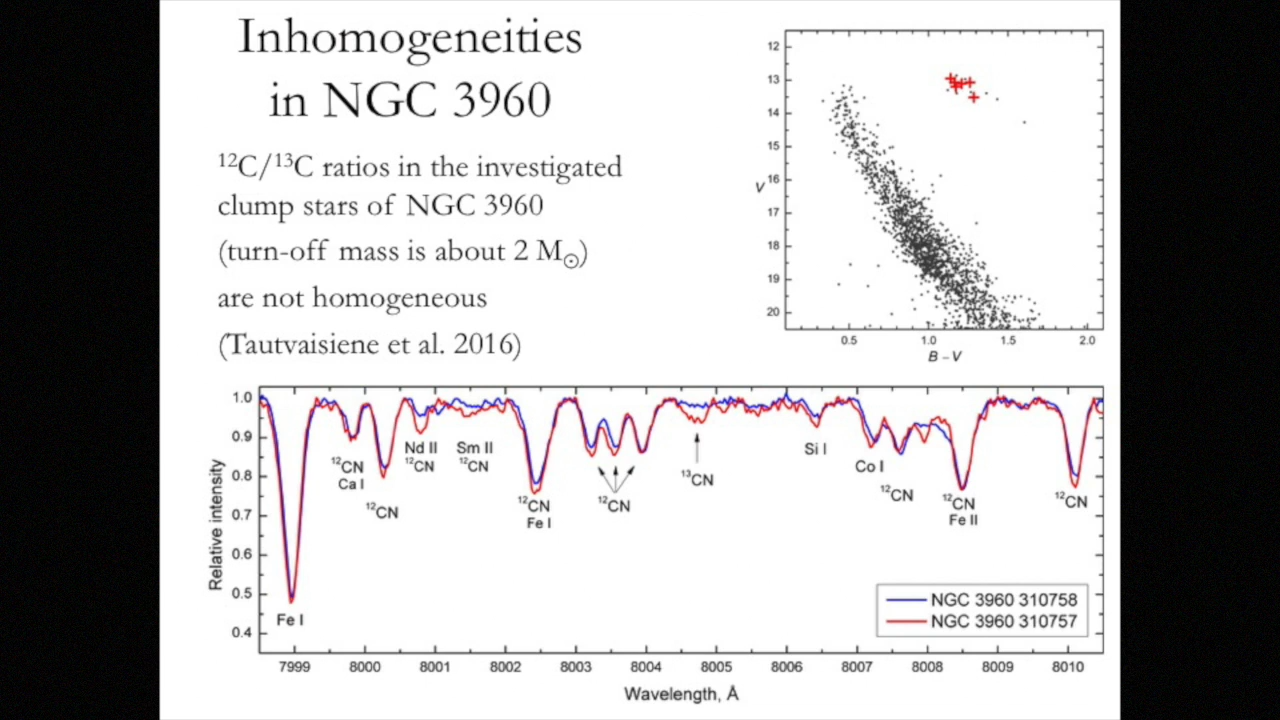 Inhomogeneities
in NGC 3960
¹²C/¹³C ratios in the investigated
clump stars of NGC 3960
(turn-off mass is about 2 M☉)
are not homogeneous
(Tautvaisiene et al. 2016)
12
13
14
15
16
17
18
19
20
V
0.5
1.0
1.5
2.0
B – V
1.0
0.9
0.8
0.7
0.6
0.5
0.4
Relative intensity
Fe I
¹²CN
Ca I
¹²CN
Nd II
¹²CN
Sm II
¹²CN
¹²CN
Fe I
¹²CN
¹³CN
Si I
Co I
¹²CN
¹²CN
Fe II
¹²CN
NGC 3960 310758
NGC 3960 310757
7999
8000
8001
8002
8003
8004
8005
8006
8007
8008
8009
8010
Wavelength, Å